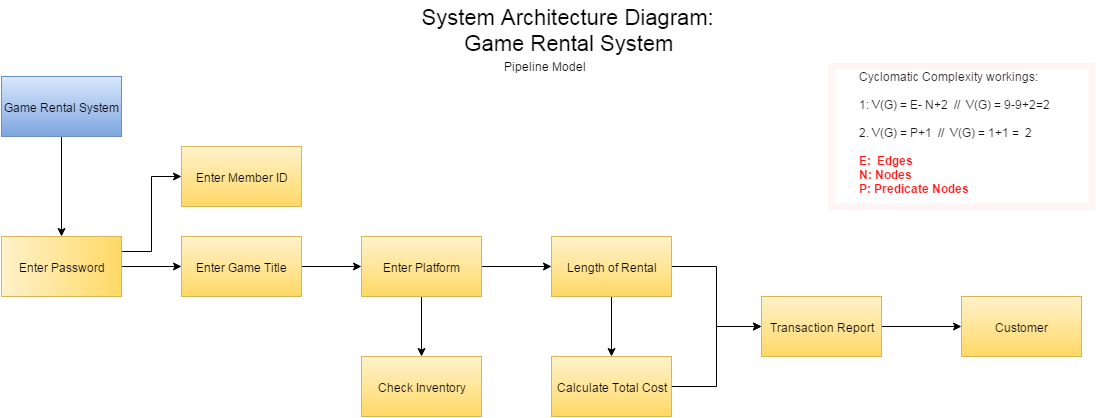 System Architecture Diagram:
Game Rental System
Pipeline Model
Cyclomatic Complexity workings:
1: V(G) = E- N+2 // V(G) = 9-9+2=2
2. V(G) = P+1 // V(G) = 1+1 = 2
E: Edges
N: Nodes
P: Predicate Nodes
Game Rental System
Enter Member ID
Enter Password
Enter Game Title
Enter Platform
Length of Rental
Transaction Report
Customer
Check Inventory
Calculate Total Cost